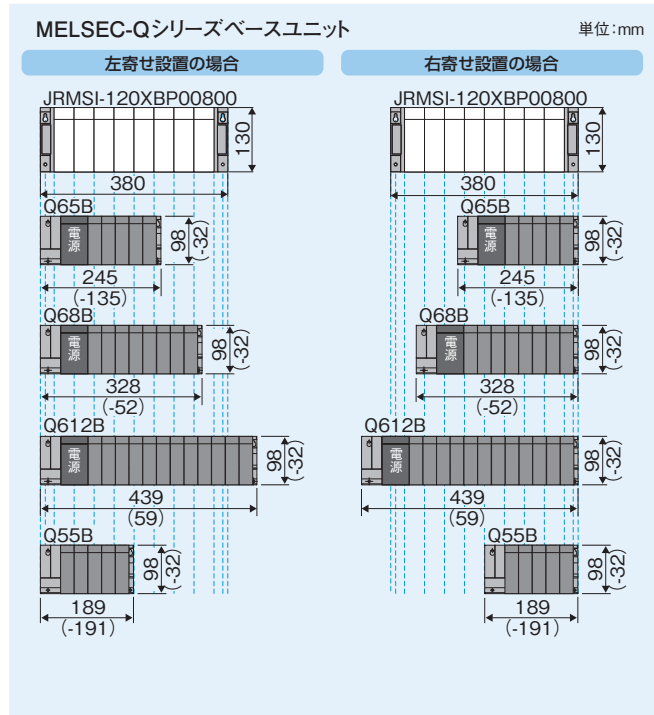 MELSEC-Qシリーズベースユニット
単位:mm
左寄せ設置の場合
JRMSI-120XBP00800
130
380
Q65B
電源
98
(-32)
245
(-135)
Q68B
電源
98
(-32)
328
(-52)
Q612B
電源
98
(-32)
439
(59)
Q55B
98
(-32)
189
(-191)
右寄せ設置の場合
JRMSI-120XBP00800
130
380
Q65B
電源
98
(-32)
245
(-135)
Q68B
電源
98
(-32)
328
(-52)
Q612B
電源
98
(-32)
439
(59)
Q55B
98
(-32)
189
(-191)